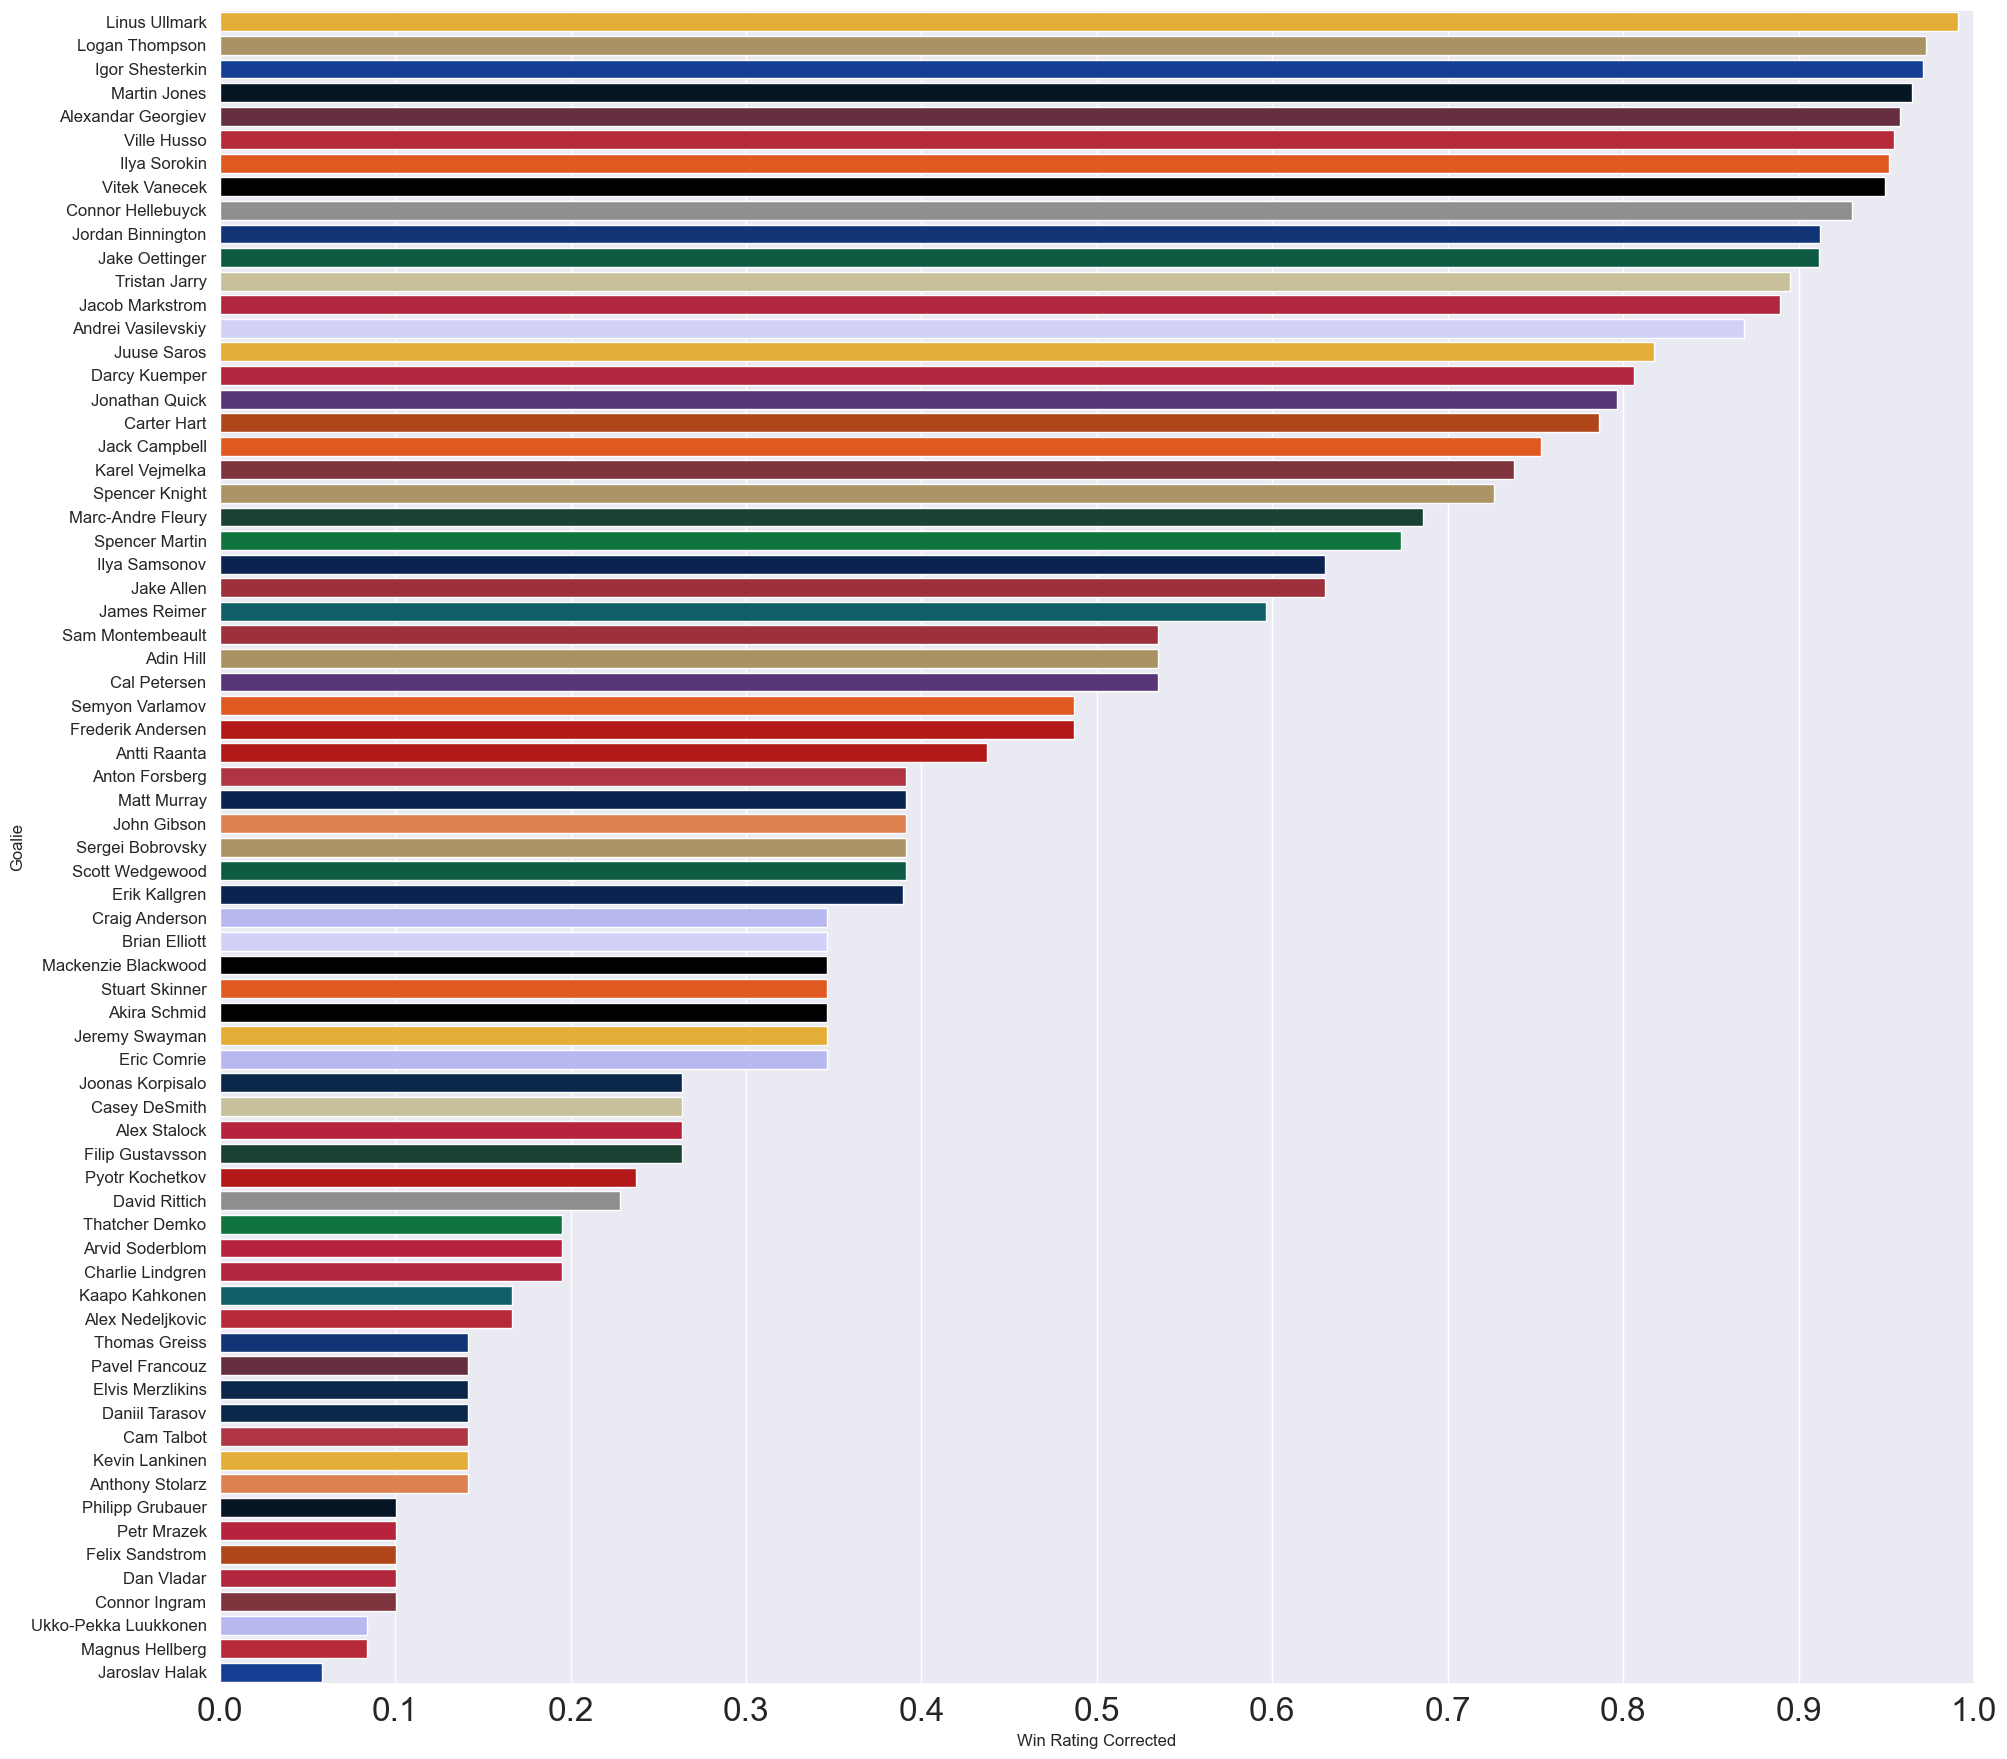 Linus Ullmark
Logan Thompson
Igor Shesterkin
Martin Jones
Alexandar Georgiev
Ville Husso
Ilya Sorokin
Vitek Vanecek
Connor Hellebuyck
Jordan Binnington
Jake Oettinger
Tristan Jarry
Jacob Markstrom
Andrei Vasilevskiy
Juuse Saros
Darcy Kuemper
Jonathan Quick
Carter Hart
Jack Campbell
Karel Vejmelka
Spencer Knight
Marc-Andre Fleury
Spencer Martin
Ilya Samsonov
Jake Allen
James Reimer
Sam Montembeault
Adin Hill
Cal Petersen
Semyon Varlamov
Frederik Andersen
Antti Raanta
Anton Forsberg
Matt Murray
John Gibson
Sergei Bobrovsky
Scott Wedgewood
Erik Kallgren
Craig Anderson
Brian Elliott
Mackenzie Blackwood
Stuart Skinner
Akira Schmid
Jeremy Swayman
Eric Comrie
Joonas Korpisalo
Casey DeSmith
Alex Stalock
Filip Gustavsson
Pyotr Kochetkov
David Rittich
Thatcher Demko
Arvid Soderblom
Charlie Lindgren
Kaapo Kahkonen
Alex Nedeljkovic
Thomas Greiss
Pavel Francouz
Elvis Merzlikins
Daniil Tarasov
Cam Talbot
Kevin Lankinen
Anthony Stolarz
Philipp Grubauer
Petr Mrazek
Felix Sandstrom
Dan Vladar
Connor Ingram
Ukko-Pekka Luukkonen
Magnus Hellberg
Jaroslav Halak
Goalie
0.0 0.1 0.2 0.3 0.4 0.5 0.6 0.7 0.8 0.9 1.0
Win Rating Corrected